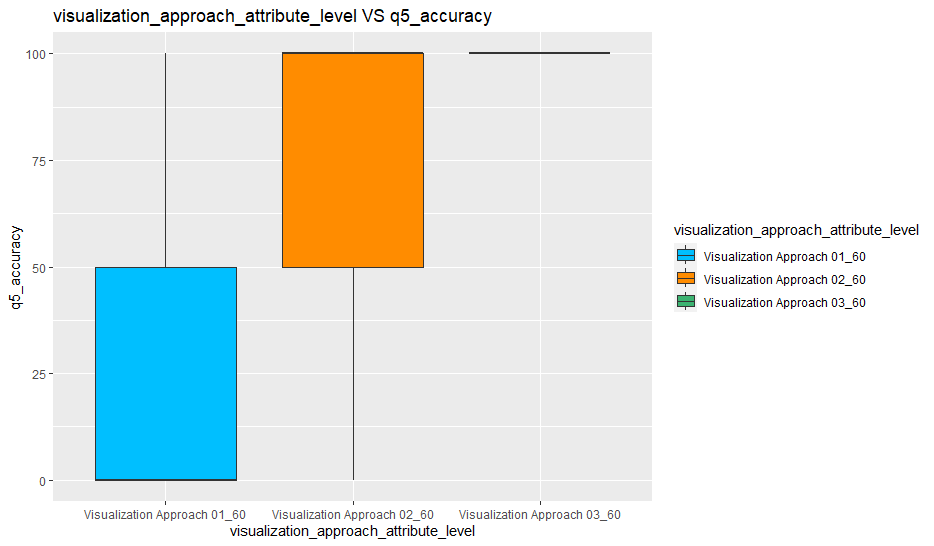 visualization_approach_attribute_level VS q5_accuracy
q5_accuracy
100
75
50
25
0
Visualization Approach 01_60
Visualization Approach 02_60
Visualization Approach 03_60
visualization_approach_attribute_level
visualization_approach_attribute_level
Visualization Approach 01_60
Visualization Approach 02_60
Visualization Approach 03_60